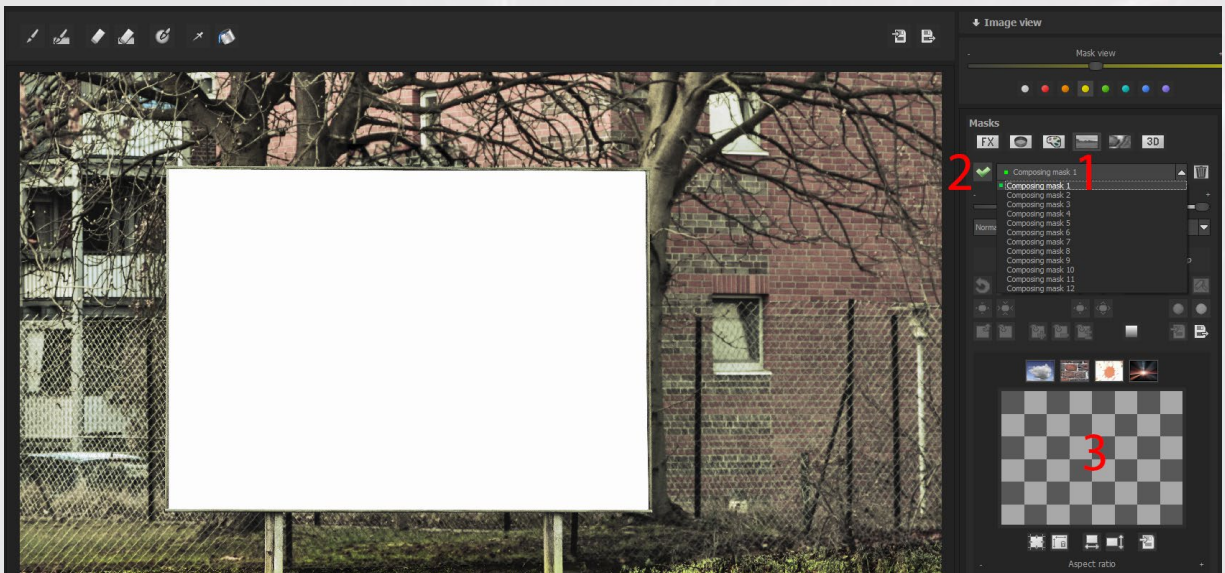 Image view
- Mask view -
Masks
FX 3D
2 Composing mask 1 1
Composing mask 1
Composing mask 2
Composing mask 3
Composing mask 4
Composing mask 5
Composing mask 6
Composing mask 7
Composing mask 8
Composing mask 9
Composing mask 10
Composing mask 11
Composing mask 12
- +
3
- Aspect ratio +